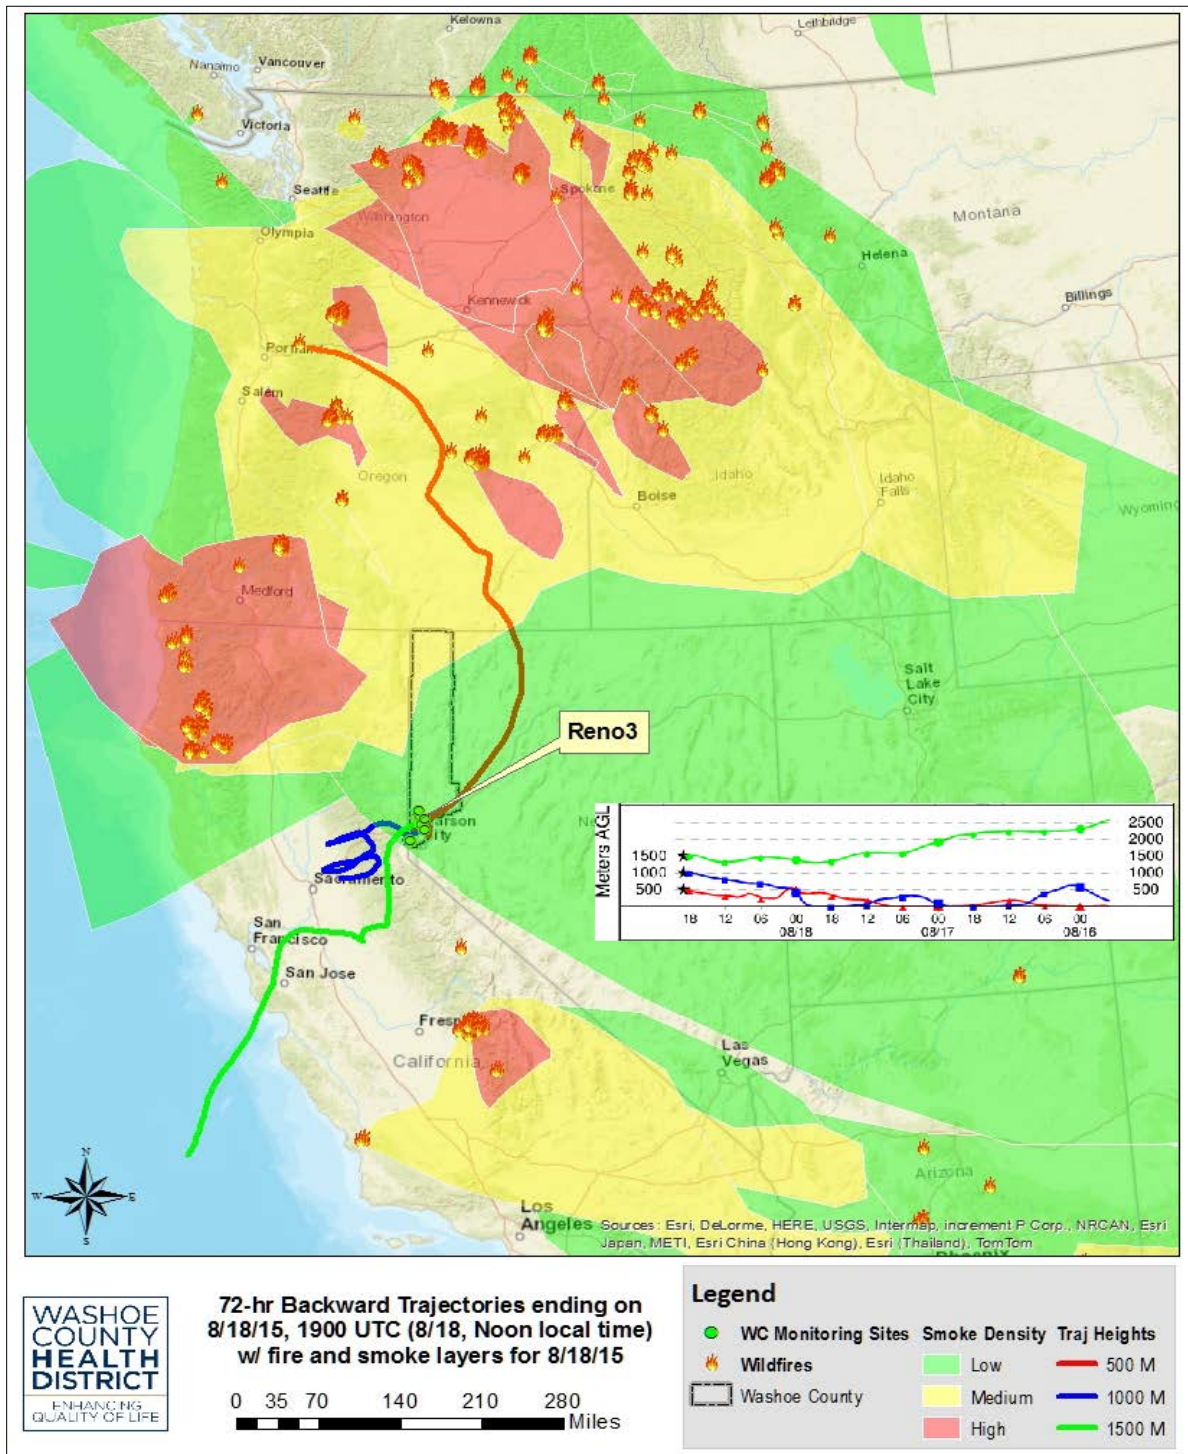 Kelowna
Lethbridge
Nanaimo
Vancouver
Victoria
Seattle
Spokane
Washington
Montana
Olympia
Helena
Kennewick
Billings
Portland
Salem
Oregon
Idaho
Idaho
Falls
Boise
Wyoming
Medford
Salt
Lake
City
Reno3
Carson
City
Ne
Sacramento
San
Francisco
San Jose
Meters AGL
1500
1000
500
2500
2000
1500
1000
500
18 12 06 00 18 12 06 00 18 12 06 00
08/18 08/17 08/16
Fresno
California
Las
Vegas
Arizona
Los
Angeles
Phoenix
N
W E
S
Sources: Esri, DeLorme, HERE, USGS, Intermap, increment P Corp., NRCAN, Esri
Japan, METI, Esri China (Hong Kong), Esri (Thailand), TomTom
WASHOE
COUNTY
HEALTH
DISTRICT
ENHANCING
QUALITY OF LIFE
72-hr Backward Trajectories ending on
8/18/15, 1900 UTC (8/18, Noon local time)
w/ fire and smoke layers for 8/18/15
0 35 70 140 210 280
Miles
Legend
WC Monitoring Sites Smoke Density Traj Heights
Wildfires Low 500 M
Washoe County Medium 1000 M
High 1500 M